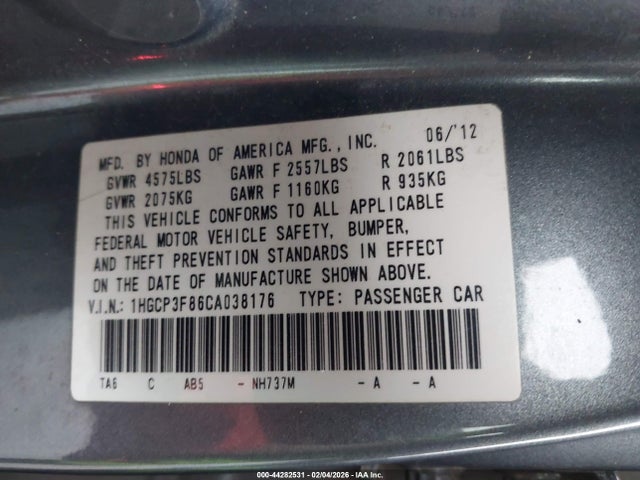 MFD. BY HONDA OF AMERICA MFG., INC. 06/'12
GVWR 4575LBS GAWR F 2557LBS R 2061LBS
GVWR 2075KG GAWR F 1160KG R 935KG
THIS VEHICLE CONFORMS TO ALL APPLICABLE
FEDERAL MOTOR VEHICLE SAFETY, BUMPER,
AND THEFT PREVENTION STANDARDS IN EFFECT
ON THE DATE OF MANUFACTURE SHOWN ABOVE.
V.I.N.: 1HGCP3F86CA038176 TYPE: PASSENGER CAR
TA6 C AB5 - NH737M - A - A
000-44282531 - 02/04/2026 - IAA Inc.